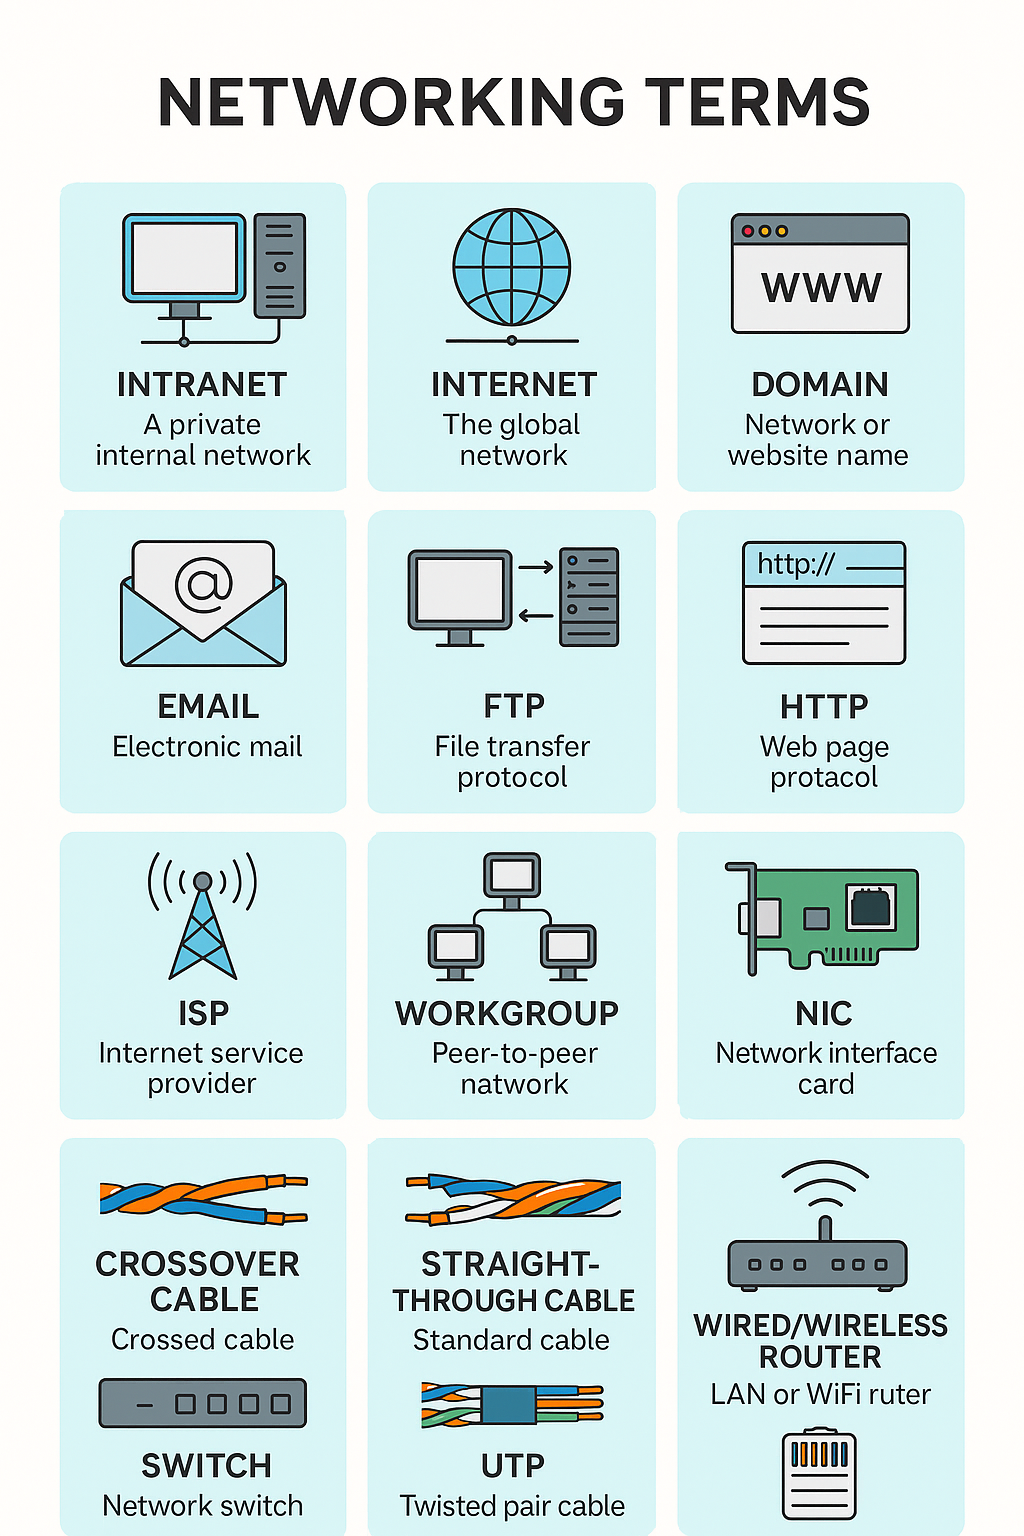 NETWORKING TERMS
WWW
INTRANET
A private
internal network
INTERNET
The global
network
DOMAIN
Network or
website name
@
EMAIL
Electronic mail
FTP
File transfer
protocol
http://
HTTP
Web page
protacol
ISP
Internet service
provider
WORKGROUP
Peer-to-peer
natwork
NIC
Network interface
card
CROSSOVER
CABLE
Crossed cable
STRAIGHT-
THROUGH CABLE
Standard cable
WIRED/WIRELESS
ROUTER
LAN or WiFi ruter
SWITCH
Network switch
UTP
Twisted pair cable